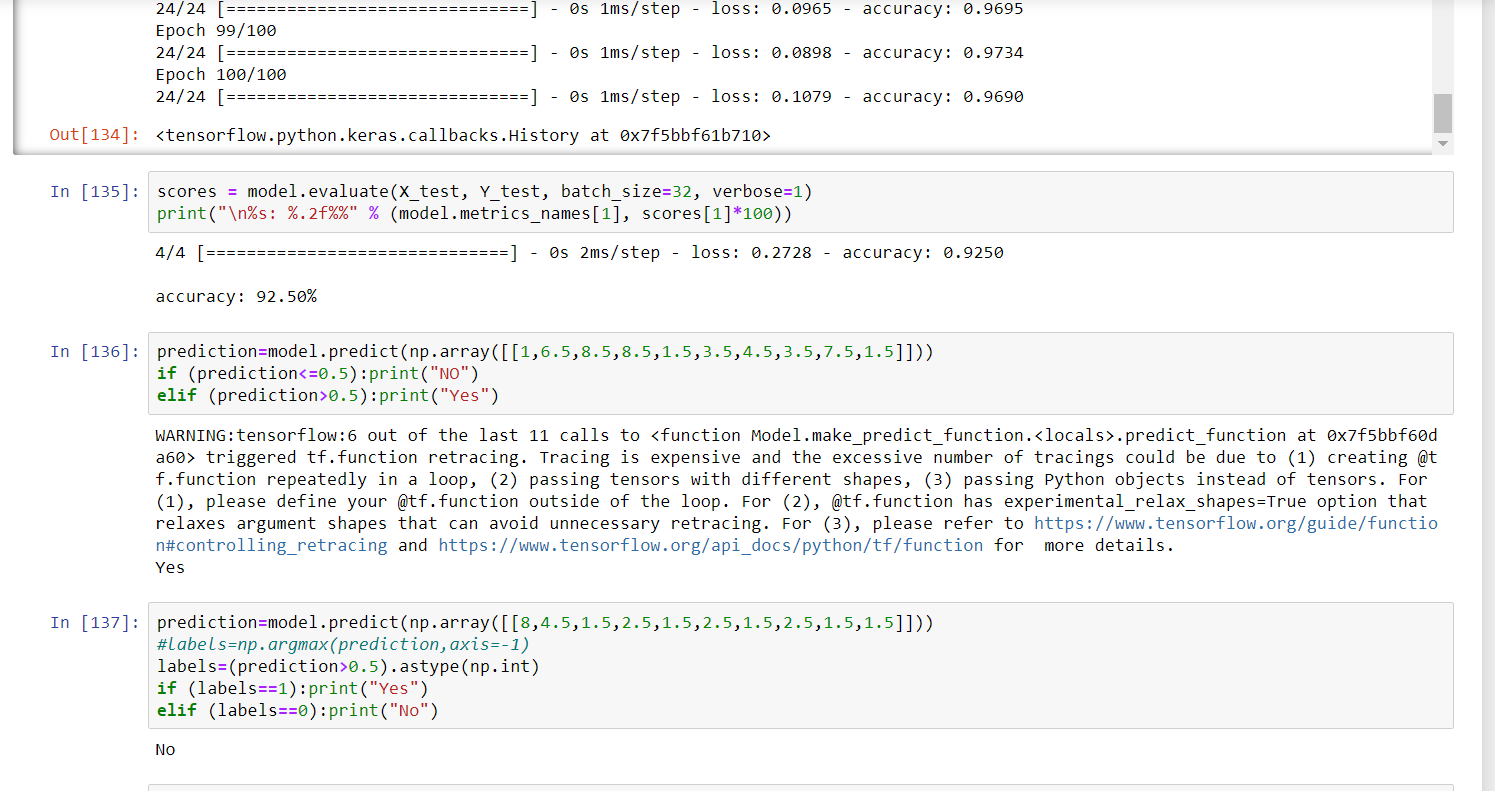 24/24 [==============================] - 0s 1ms/step - loss: 0.0965 - accuracy: 0.9695
Epoch 99/100
24/24 [==============================] - 0s 1ms/step - loss: 0.0898 - accuracy: 0.9734
Epoch 100/100
24/24 [==============================] - 0s 1ms/step - loss: 0.1079 - accuracy: 0.9690
Out[134]: <tensorflow.python.keras.callbacks.History at 0x7f5bbf61b710>
In [135]: scores = model.evaluate(X_test, Y_test, batch_size=32, verbose=1)
print("\n%s: %.2f%%" % (model.metrics_names[1], scores[1]*100))
4/4 [==============================] - 0s 2ms/step - loss: 0.2728 - accuracy: 0.9250
accuracy: 92.50%
In [136]: prediction=model.predict(np.array([[1,6.5,8.5,8.5,1.5,3.5,4.5,3.5,7.5,1.5]]))
if (prediction<=0.5):print("NO")
elif (prediction>0.5):print("Yes")
WARNING:tensorflow:6 out of the last 11 calls to <function Model.make_predict_function.<locals>.predict_function at 0x7f5bbf60d
a60> triggered tf.function retracing. Tracing is expensive and the excessive number of tracings could be due to (1) creating @t
f.function repeatedly in a loop, (2) passing tensors with different shapes, (3) passing Python objects instead of tensors. For
(1), please define your @tf.function outside of the loop. For (2), @tf.function has experimental_relax_shapes=True option that
relaxes argument shapes that can avoid unnecessary retracing. For (3), please refer to https://www.tensorflow.org/guide/functio
n#controlling_retracing and https://www.tensorflow.org/api_docs/python/tf/function for  more details.
Yes
In [137]: prediction=model.predict(np.array([[8,4.5,1.5,2.5,1.5,2.5,1.5,2.5,1.5,1.5]]))
#labels=np.argmax(prediction,axis=-1)
labels=(prediction>0.5).astype(np.int)
if (labels==1):print("Yes")
elif (labels==0):print("No")
No